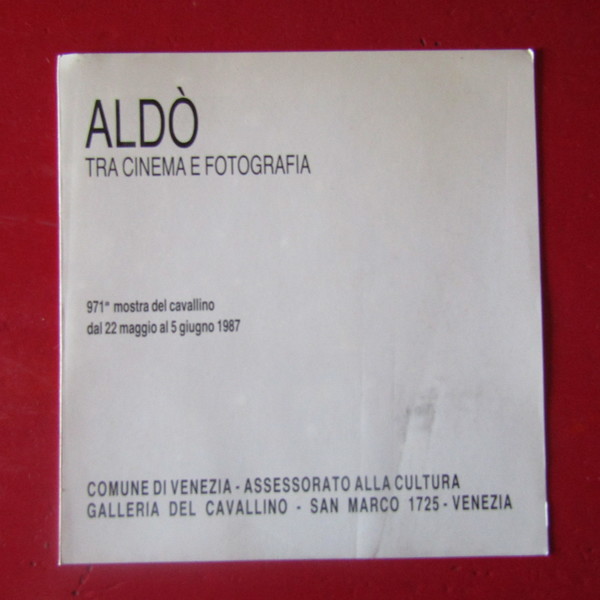 ALDÒ
TRA CINEMA E FOTOGRAFIA
971ª mostra del cavallino
dal 22 maggio al 5 giugno 1987
COMUNE DI VENEZIA - ASSESSORATO ALLA CULTURA
GALLERIA DEL CAVALLINO - SAN MARCO 1725 - VENEZIA